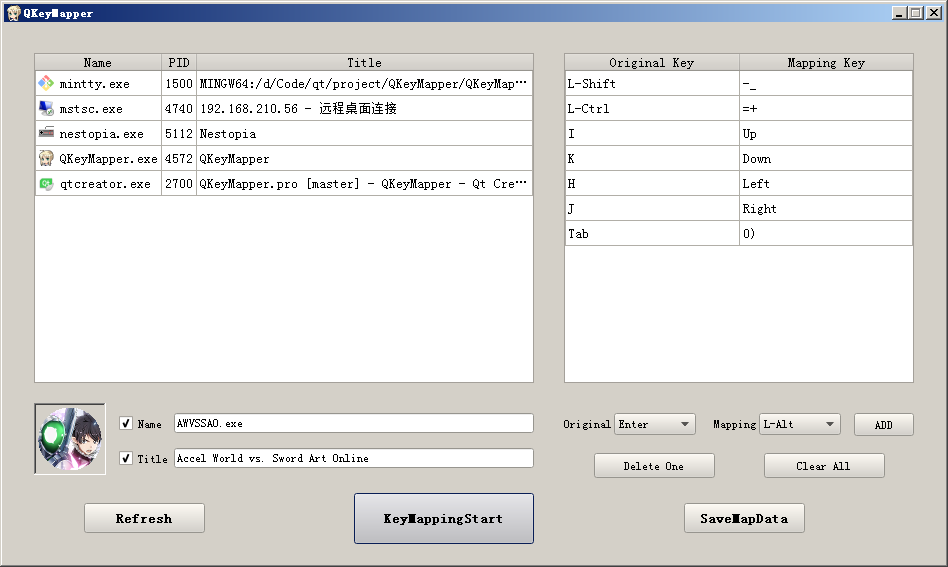 QKeyMapper
Name PID Title
mintty.exe 1500 MINGW64:/d/Code/qt/project/QKeyMapper/QKeyMap…
mstsc.exe 4740 192.168.210.56 - 远程桌面连接
nestopia.exe 5112 Nestopia
QKeyMapper.exe 4572 QKeyMapper
qtcreator.exe 2700 QKeyMapper.pro [master] - QKeyMapper - Qt Cre…
Original Key Mapping Key
L-Shift -_
L-Ctrl =+
I Up
K Down
H Left
J Right
Tab 0)
Name AWVSSAO.exe
Title Accel World vs. Sword Art Online
Original Enter Mapping L-Alt ADD
Delete One Clear All
Refresh KeyMappingStart SaveMapData